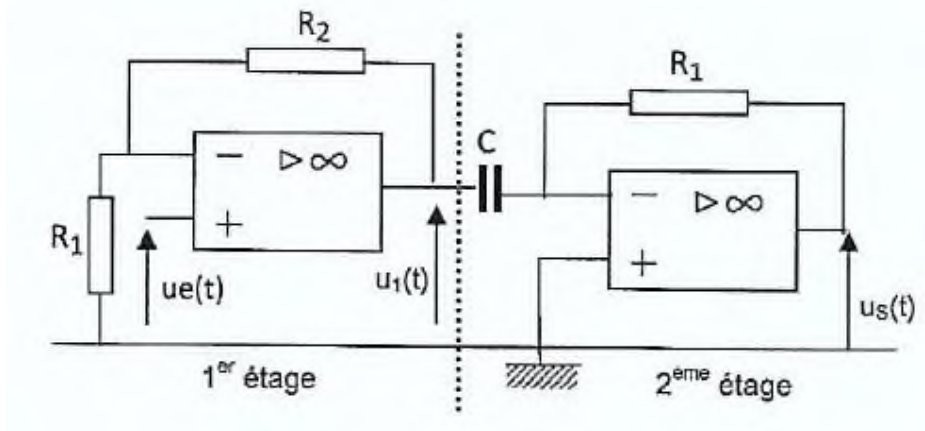 R₂
R₁
C
− ▷ ∞
+
R₁
− ▷ ∞
+
ue(t)
u₁(t)
uₛ(t)
1er étage
2ème étage